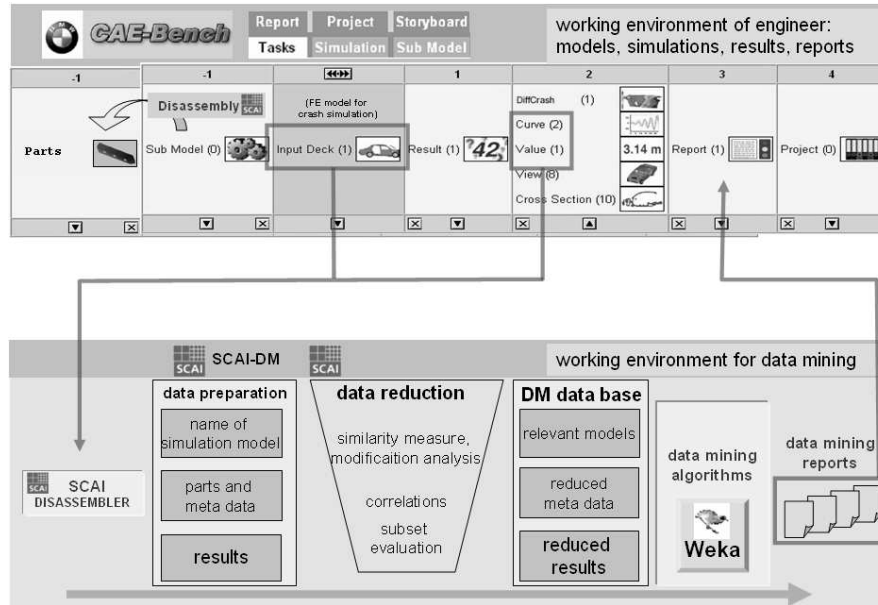 CAE-Bench
Report Project Storyboard
Tasks Simulation Sub Model
working environment of engineer:
models, simulations, results, reports
-1 -1 1 2 3 4
Disassembly SCAI
(FE model for
crash simulation)
Parts
Sub Model (0)
Input Deck (1)
Result (1)
?42?
DiffCrash (1)
Curve (2)
Value (1) 3.14 m
View (8)
Cross Section (10)
Report (1)
Project (0)
SCAI SCAI-DM
SCAI
working environment for data mining
data preparation
name of
simulation model
parts and
meta data
results
data reduction
similarity measure,
modificaition analysis
correlations
subset
evaluation
DM data base
relevant models
reduced
meta data
reduced
results
SCAI SCAI
DISASSEMBLER
data mining
algorithms
Weka
data mining
reports